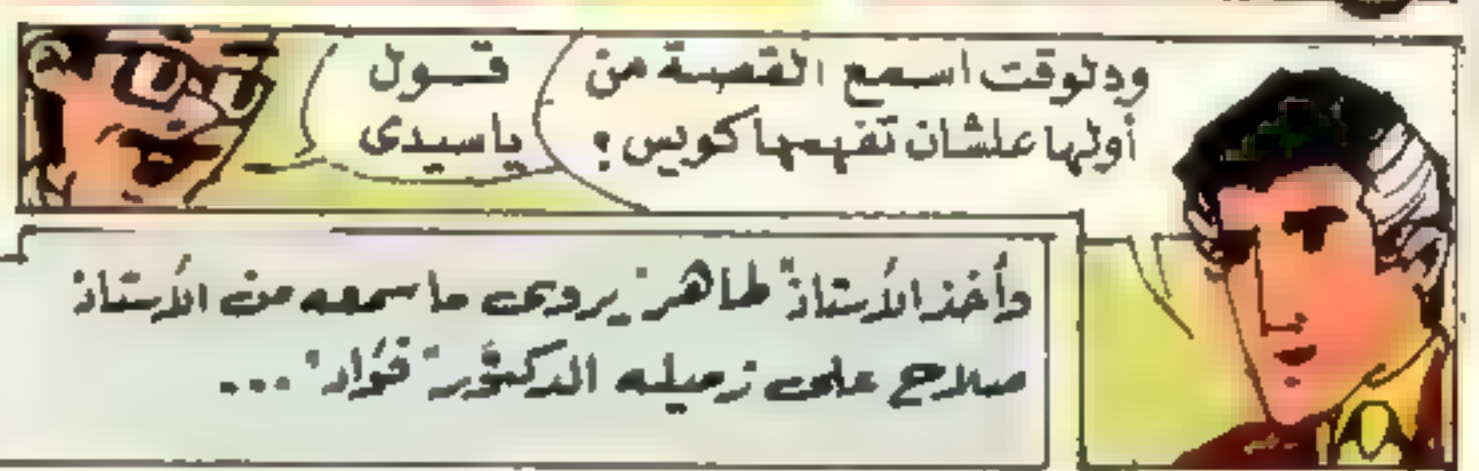 ودلوقت اسمع القصة من
أولها علشان تفهمها كويس؛
قول
ياسيدى
وأخذ الأستاذ "طاهر" يروى ما سمعه من الأستاذ
صلاح على زميله الدكتور "فؤاد" ...